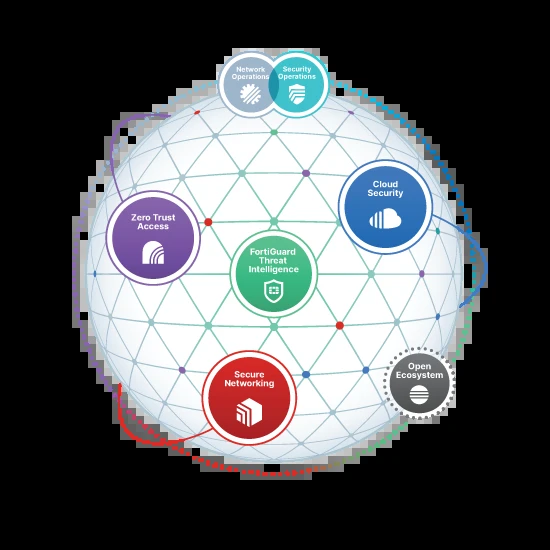 Network
Operations
Security
Operations
Cloud
Security
Zero Trust
Access
FortiGuard
Threat
Intelligence
Open
Ecosystem
Secure
Networking